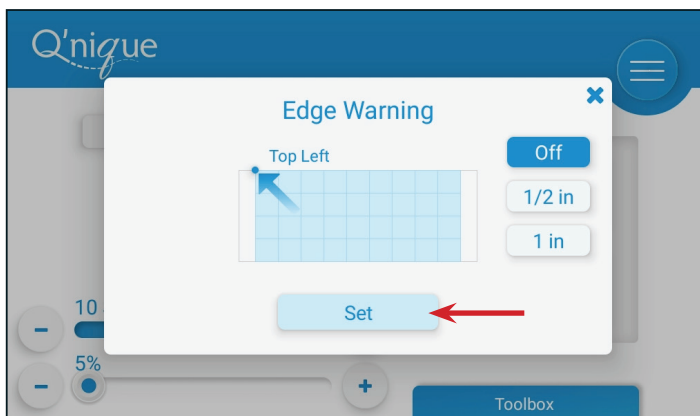 Q'nique
Edge Warning
Top Left
Off
1/2 in
1 in
Set
10
5%
Toolbox